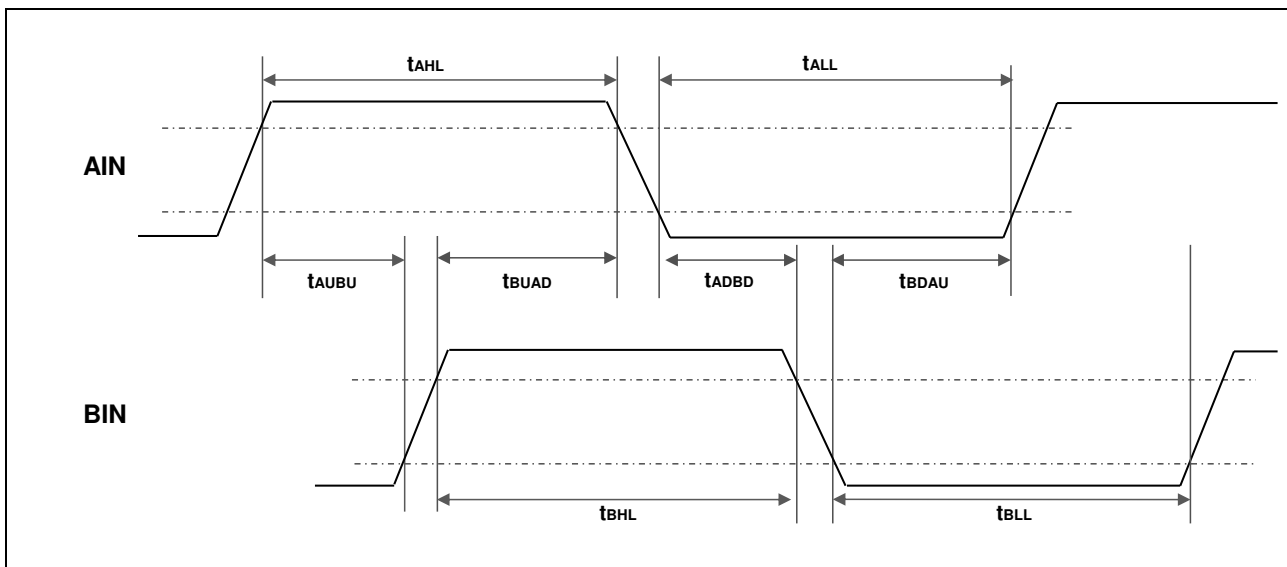 tAHL
tALL
AIN
tAUBU
tBUAD
tADBD
tBDAU
BIN
tBHL
tBLL